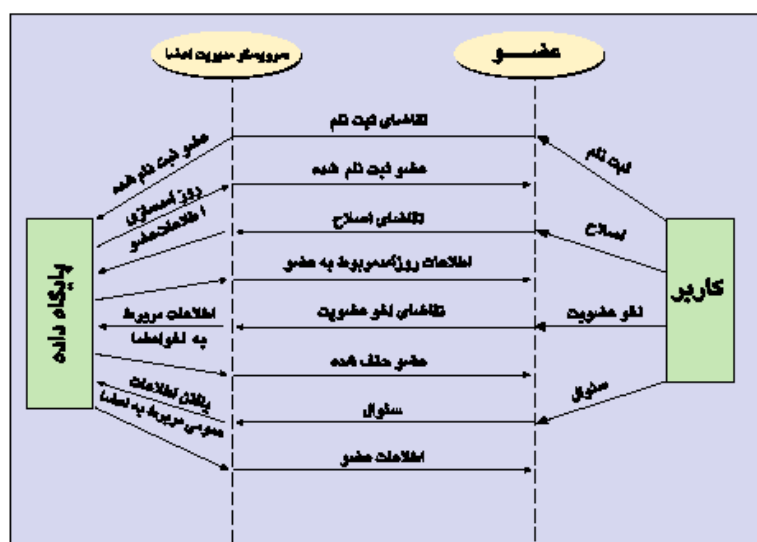 عضو
سرویسگر مدیریت اعضا
تقاضای ثبت نام
ثبت نام
عضو ثبت نام شده
عضو ثبت نام شده
روزآمدسازی
اطلاعات عضو
تقاضای اصلاح
اصلاح
اطلاعات روزآمد مربوط به عضو
کاربر
پایگاه داده
تقاضای لغو عضویت
لغو عضویت
اطلاعات مربوط
به لغو اعضا
عضو حذف شده
یافتن اطلاعات
عمومی مربوط به اعضا
سئوال
سئوال
اطلاعات عضو